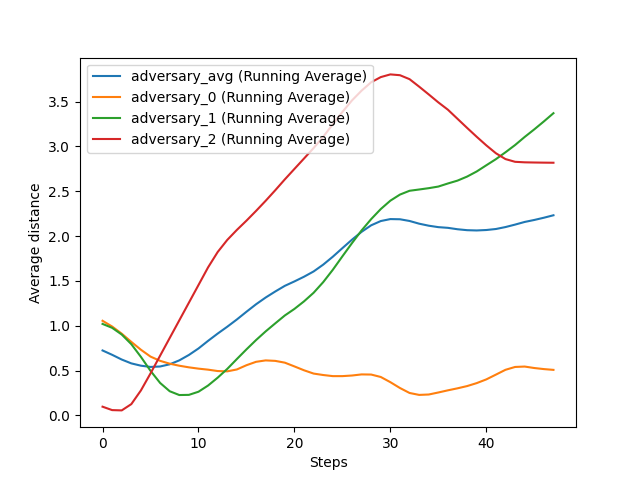 adversary_avg (Running Average)
adversary_0 (Running Average)
adversary_1 (Running Average)
adversary_2 (Running Average)
Average distance
3.5
3.0
2.5
2.0
1.5
1.0
0.5
0.0
0 10 20 30 40
Steps